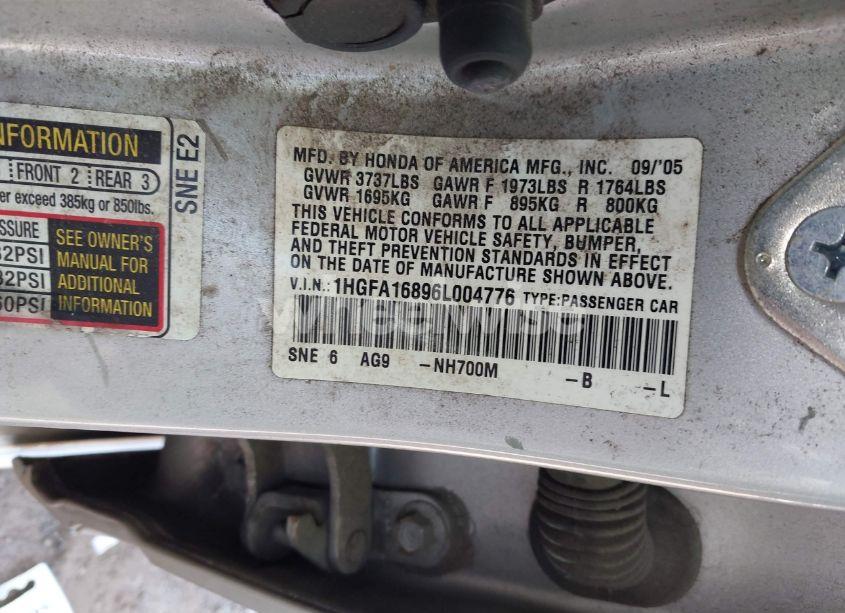 INFORMATION
FRONT 2 REAR 3
er exceed 385kg or 850lbs.
SSURE
32PSI
32PSI
60PSI
SEE OWNER'S
MANUAL FOR
ADDITIONAL
INFORMATION
SNE E2
MFD. BY HONDA OF AMERICA MFG., INC. 09/'05
GVWR 3737LBS GAWR F 1973LBS R 1764LBS
GVWR 1695KG GAWR F 895KG R 800KG
THIS VEHICLE CONFORMS TO ALL APPLICABLE
FEDERAL MOTOR VEHICLE SAFETY, BUMPER,
AND THEFT PREVENTION STANDARDS IN EFFECT
ON THE DATE OF MANUFACTURE SHOWN ABOVE.
V.I.N.: 1HGFA16896L004776 TYPE:PASSENGER CAR
SNE 6 AG9 -NH700M -B -L